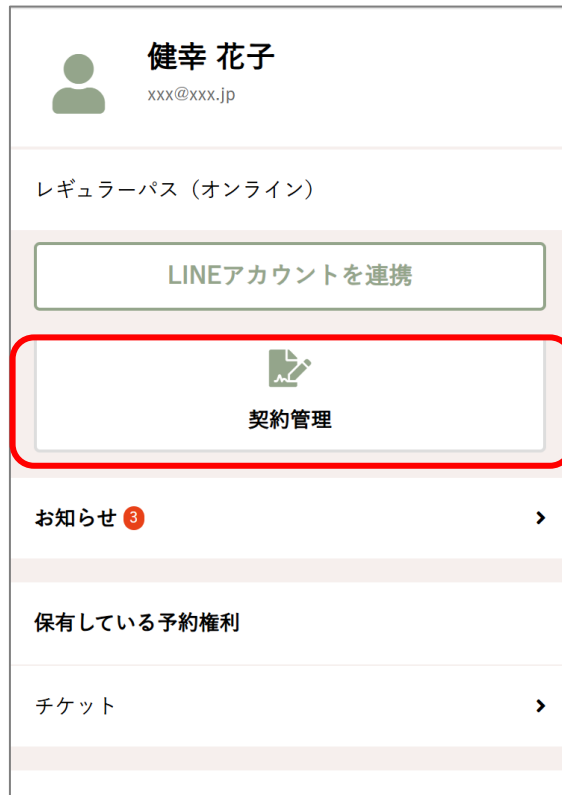 健幸 花子
xxx@xxx.jp
レギュラーパス（オンライン）
LINEアカウントを連携
契約管理
お知らせ 3
保有している予約権利
チケット